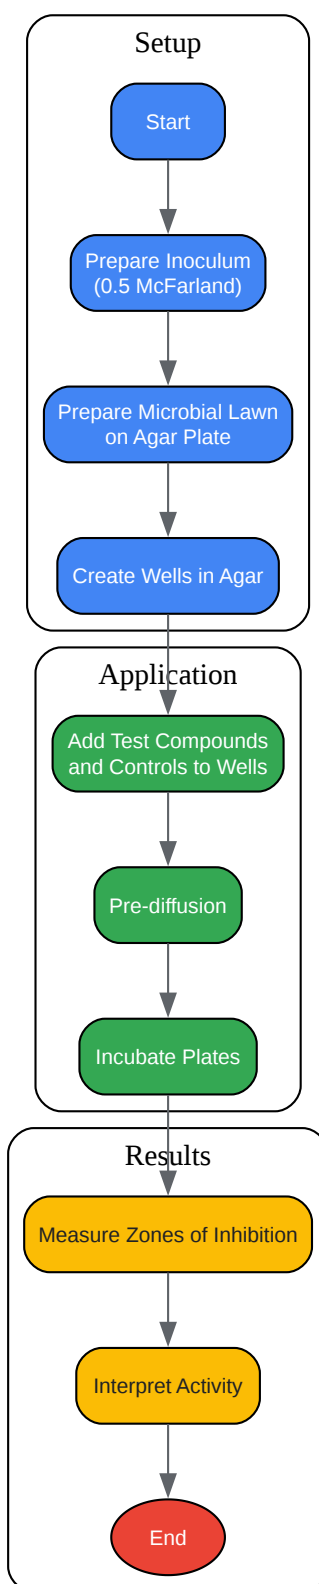 Setup
Start
Prepare Inoculum
(0.5 McFarland)
Prepare Microbial Lawn
on Agar Plate
Create Wells in Agar
Application
Add Test Compounds
and Controls to Wells
Pre-diffusion
Incubate Plates
Results
Measure Zones of Inhibition
Interpret Activity
End